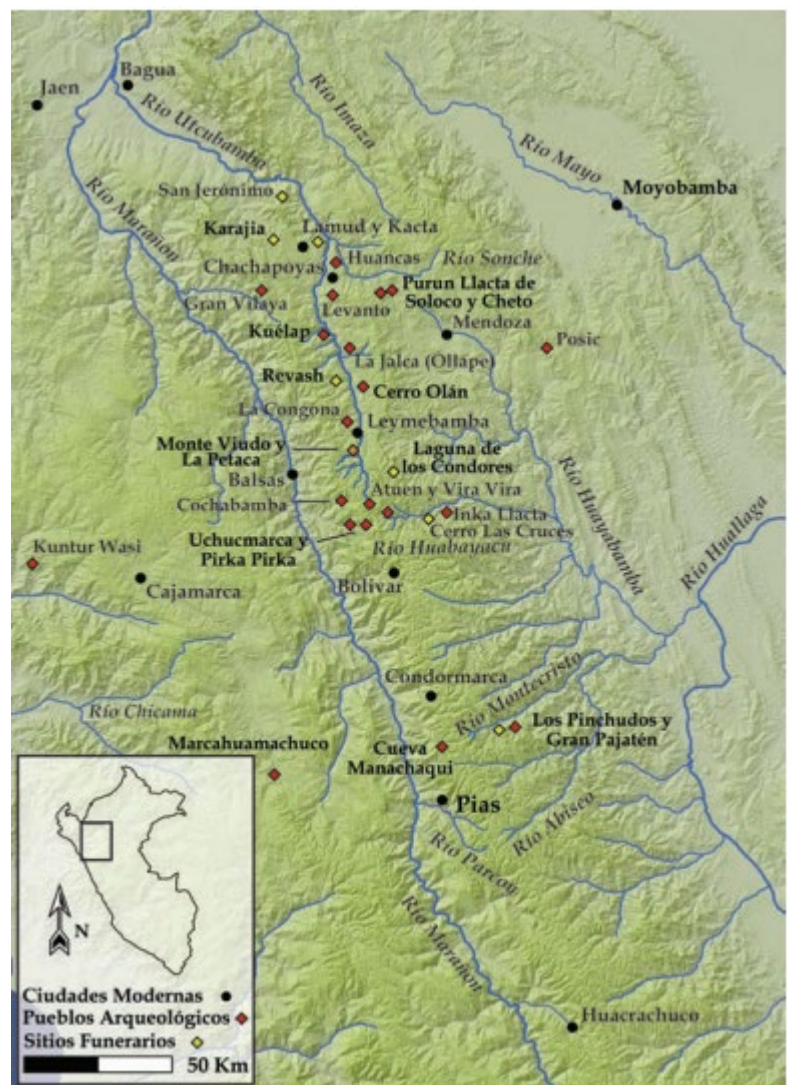 Bagua
Jaen
Río Imaza
Río Utcubamba
Río Mayo
San Jerónimo
Moyobamba
Río Marañón
Karajia
Lamud y Kacta
Huancas
Río Sonche
Chachapoyas
Purun Llacta de
Soloco y Cheto
Gran Vilaya
Levanto
Mendoza
Kuélap
Posic
La Jalca (Ollape)
Revash
Cerro Olán
La Congona
Leymebamba
Monte Viudo y
La Petaca
Laguna de
los Cóndores
Balsas
Río Huayabamba
Atuen y Vira Vira
Cochabamba
Inka Llacta
Cerro Las Cruces
Uchucmarca y
Pirka Pirka
Río Huabayacu
Río Huallaga
Kuntur Wasi
Cajamarca
Bolivar
Condormarca
Río Montecristo
Río Chicama
Los Pinchudos y
Gran Pajatén
Marcahuamachuco
Cueva
Manachaqui
Pias
Río Abiseo
Río Parcoy
Río Marañón
Huacrachuco
N
Ciudades Modernas
Pueblos Arqueológicos
Sitios Funerarios
50 Km